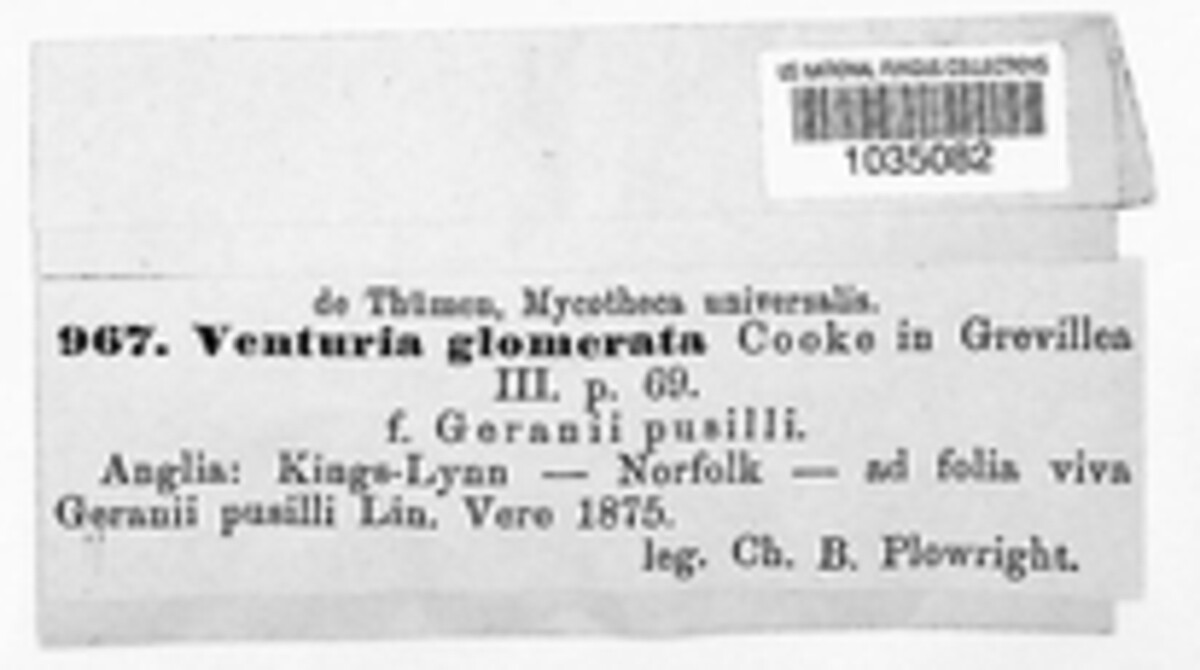 US NATIONAL FUNGUS COLLECTIONS
1035082
de Thümen, Mycotheca universalis.
967. Venturia glomerata Cooke in Grevillea
III. p. 69.
f. Geranii pusilli.
Anglia: Kings-Lynn — Norfolk — ad folia viva
Geranii pusilli Lin. Vere 1875.
leg. Ch. B. Plowright.